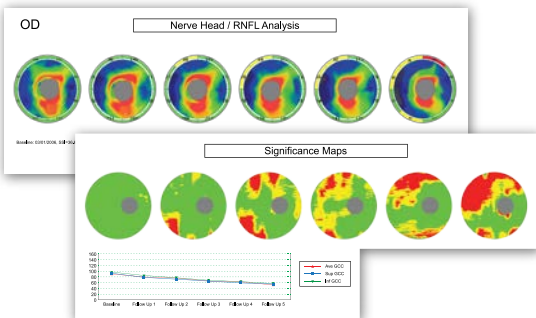 OD
Nerve Head / RNFL Analysis
Significance Maps
160
140
120
100
80
60
40
20
0
Baseline
Follow Up 1
Follow Up 2
Follow Up 3
Follow Up 4
Follow Up 5
Ave GCC
Sup GCC
Inf GCC